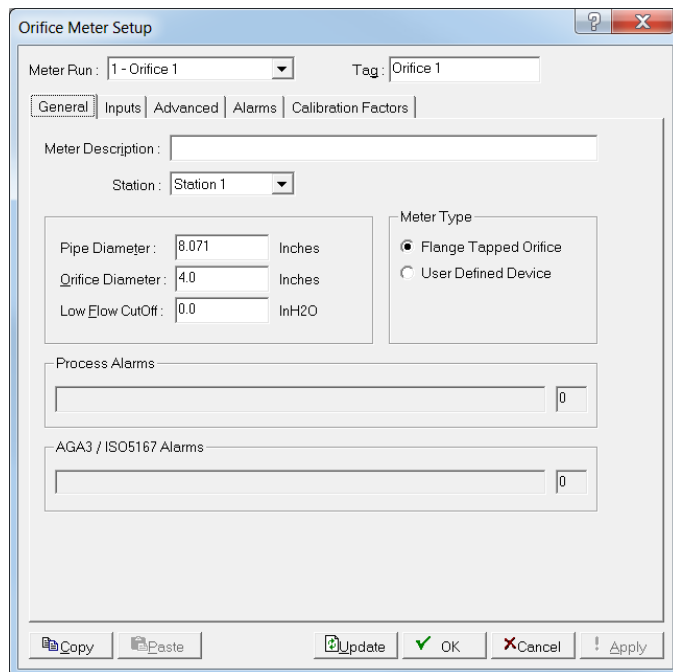 Orifice Meter Setup
Meter Run : 1 - Orifice 1 Tag : Orifice 1
General Inputs Advanced Alarms Calibration Factors
Meter Description :
Station : Station 1
Pipe Diameter : 8.071 Inches
Orifice Diameter : 4.0 Inches
Low Flow CutOff : 0.0 InH2O
Meter Type
Flange Tapped Orifice
User Defined Device
Process Alarms
0
AGA3 / ISO5167 Alarms
0
Copy Paste Update OK Cancel Apply